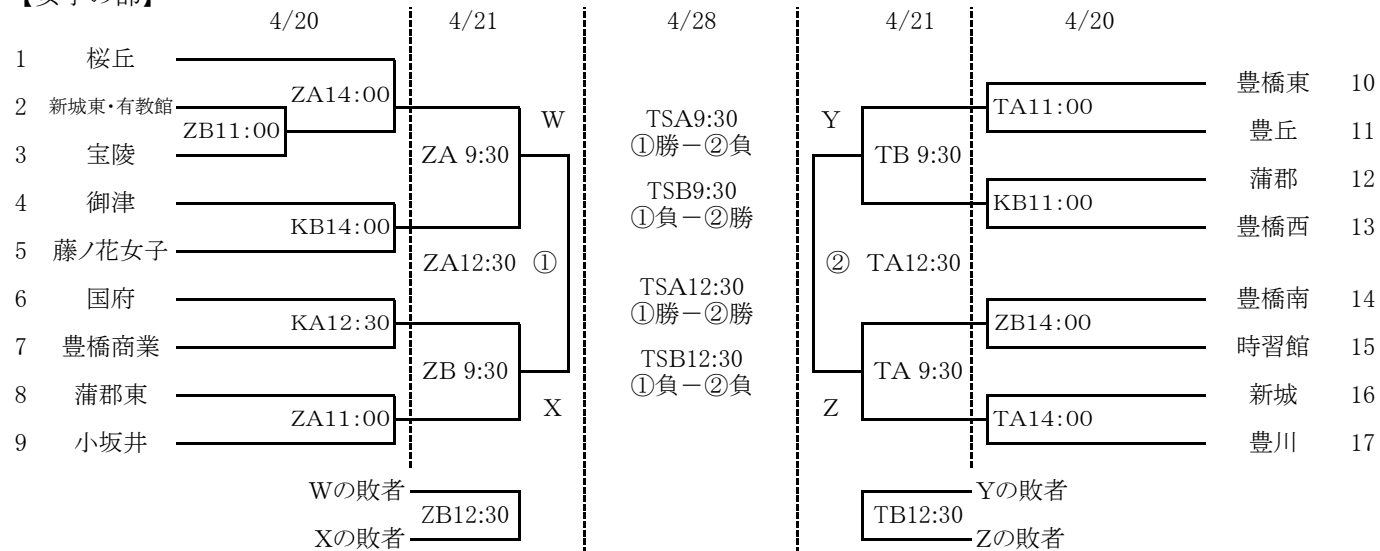 【女子の部】
4/20 4/21 4/28 4/21 4/20
1 桜丘
ZA14:00
2 新城東・有教館
ZB11:00
3 宝陵
W
ZA 9:30
4 御津
KB14:00
5 藤ノ花女子
ZA12:30 ①
6 国府
KA12:30
7 豊橋商業
ZB 9:30
8 蒲郡東
X
ZA11:00
9 小坂井
Wの敗者
ZB12:30
Xの敗者
TSA9:30
①勝－②負
TSB9:30
①負－②勝
TSA12:30
①勝－②勝
TSB12:30
①負－②負
豊橋東 10
TA11:00
豊丘 11
Y
TB 9:30
蒲郡 12
KB11:00
豊橋西 13
② TA12:30
豊橋南 14
ZB14:00
時習館 15
TA 9:30
Z
新城 16
TA14:00
豊川 17
Yの敗者
TB12:30
Zの敗者